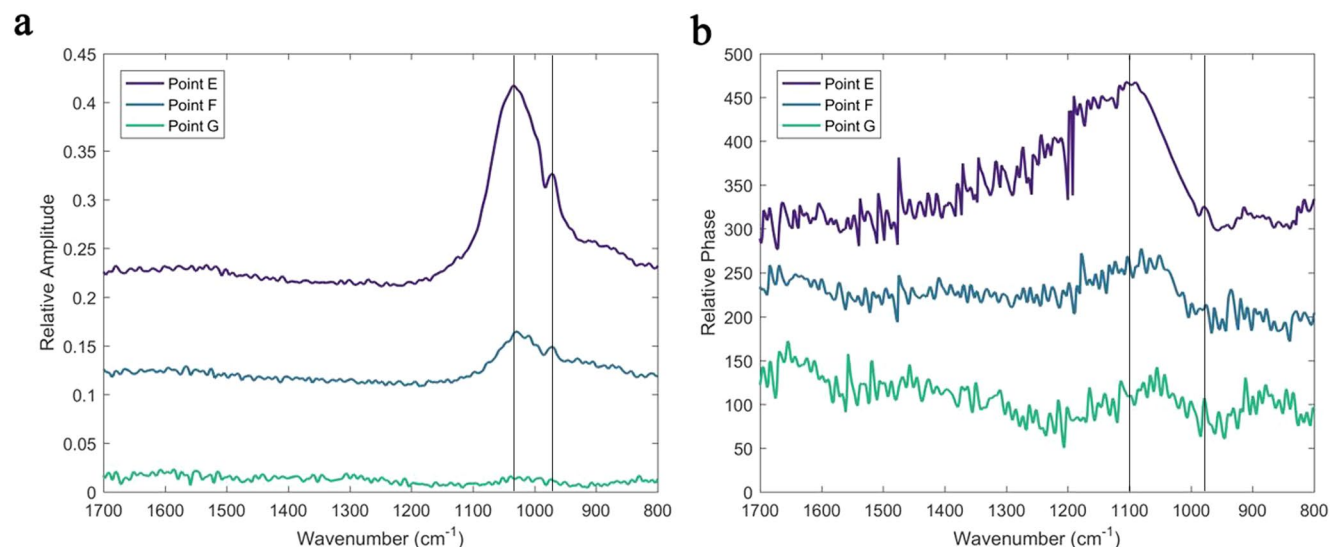 a
0.45
0.4
0.35
0.3
0.25
0.2
0.15
0.1
0.05
0
Relative Amplitude
Point E
Point F
Point G
1700 1600 1500 1400 1300 1200 1100 1000 900 800
Wavenumber (cm-1)
b
500
450
400
350
300
250
200
150
100
50
0
Relative Phase
Point E
Point F
Point G
1700 1600 1500 1400 1300 1200 1100 1000 900 800
Wavenumber (cm-1)